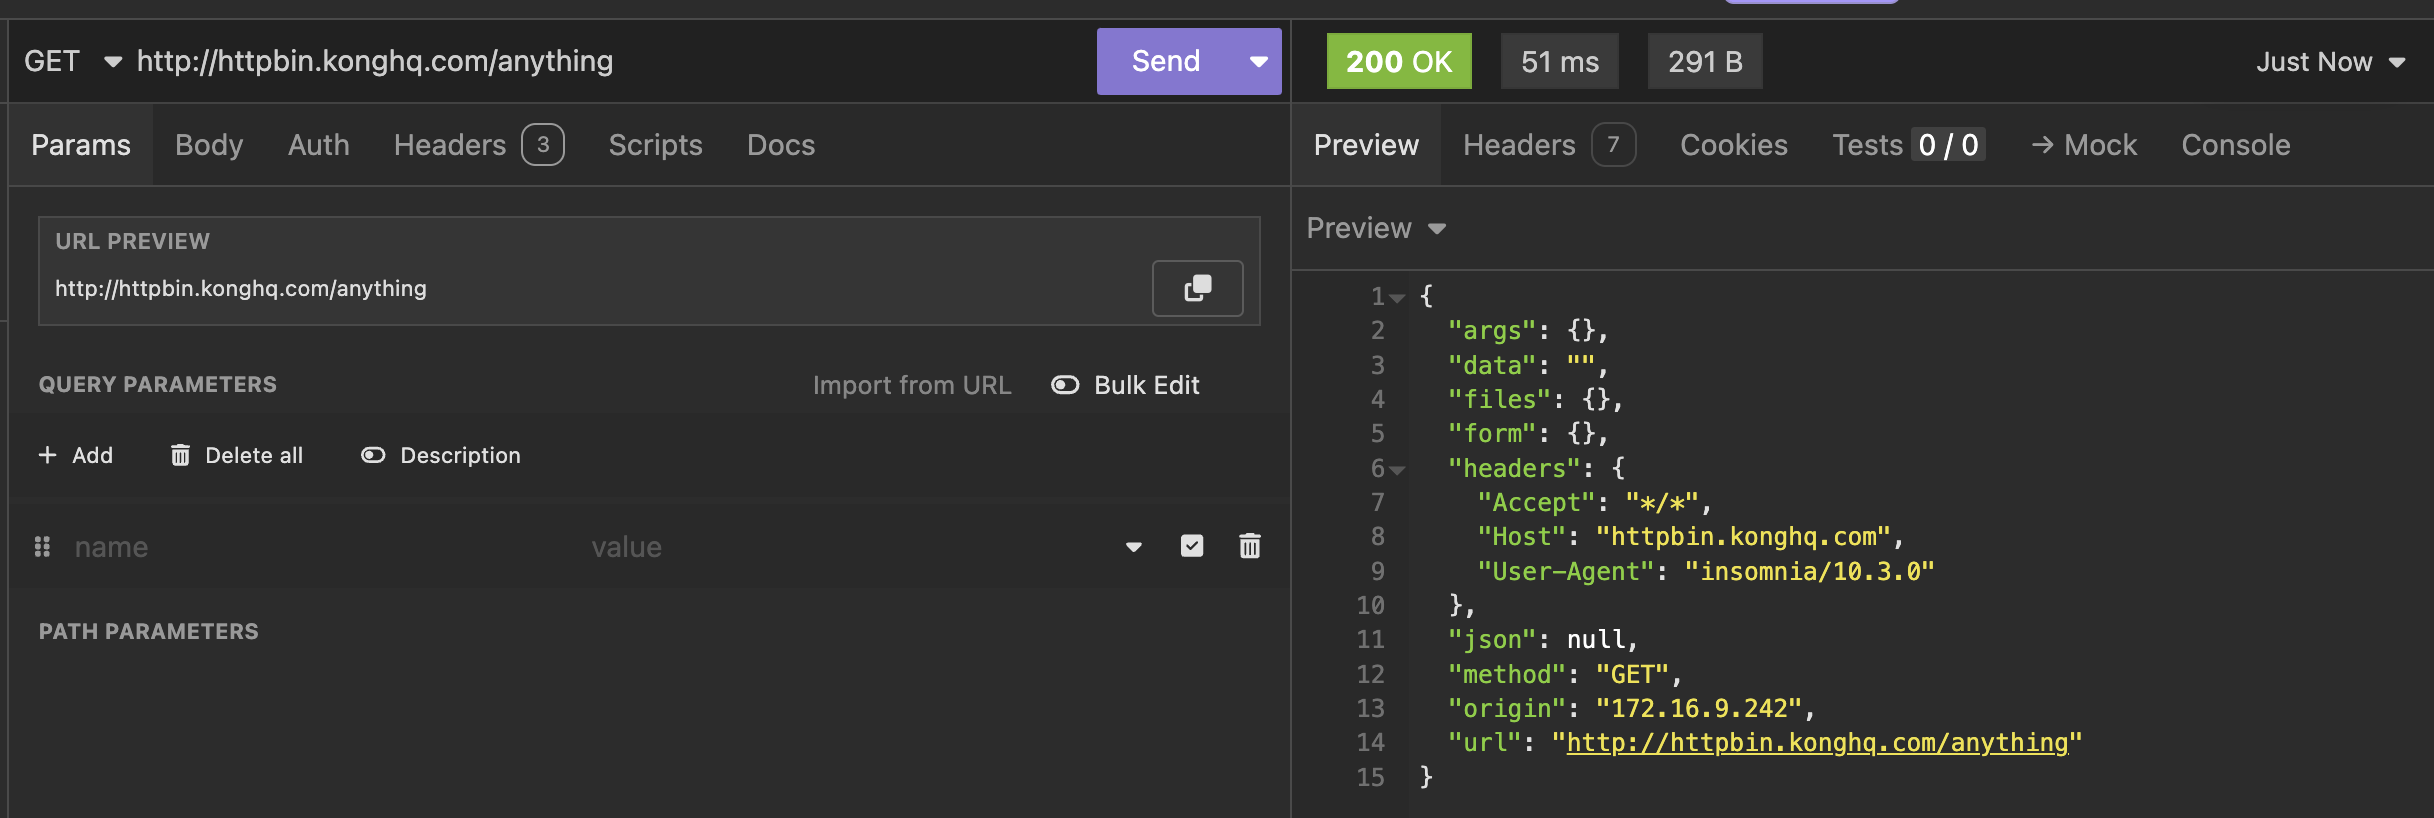 GET http://httpbin.konghq.com/anything Send
Params Body Auth Headers 3 Scripts Docs
URL PREVIEW
http://httpbin.konghq.com/anything
QUERY PARAMETERS Import from URL Bulk Edit
+ Add Delete all Description
name value
PATH PARAMETERS
200 OK 51 ms 291 B Just Now
Preview Headers 7 Cookies Tests 0 / 0 → Mock Console
Preview
1 {
2 "args": {},
3 "data": "",
4 "files": {},
5 "form": {},
6 "headers": {
7 "Accept": "*/*",
8 "Host": "httpbin.konghq.com",
9 "User-Agent": "insomnia/10.3.0"
10 },
11 "json": null,
12 "method": "GET",
13 "origin": "172.16.9.242",
14 "url": "http://httpbin.konghq.com/anything"
15 }